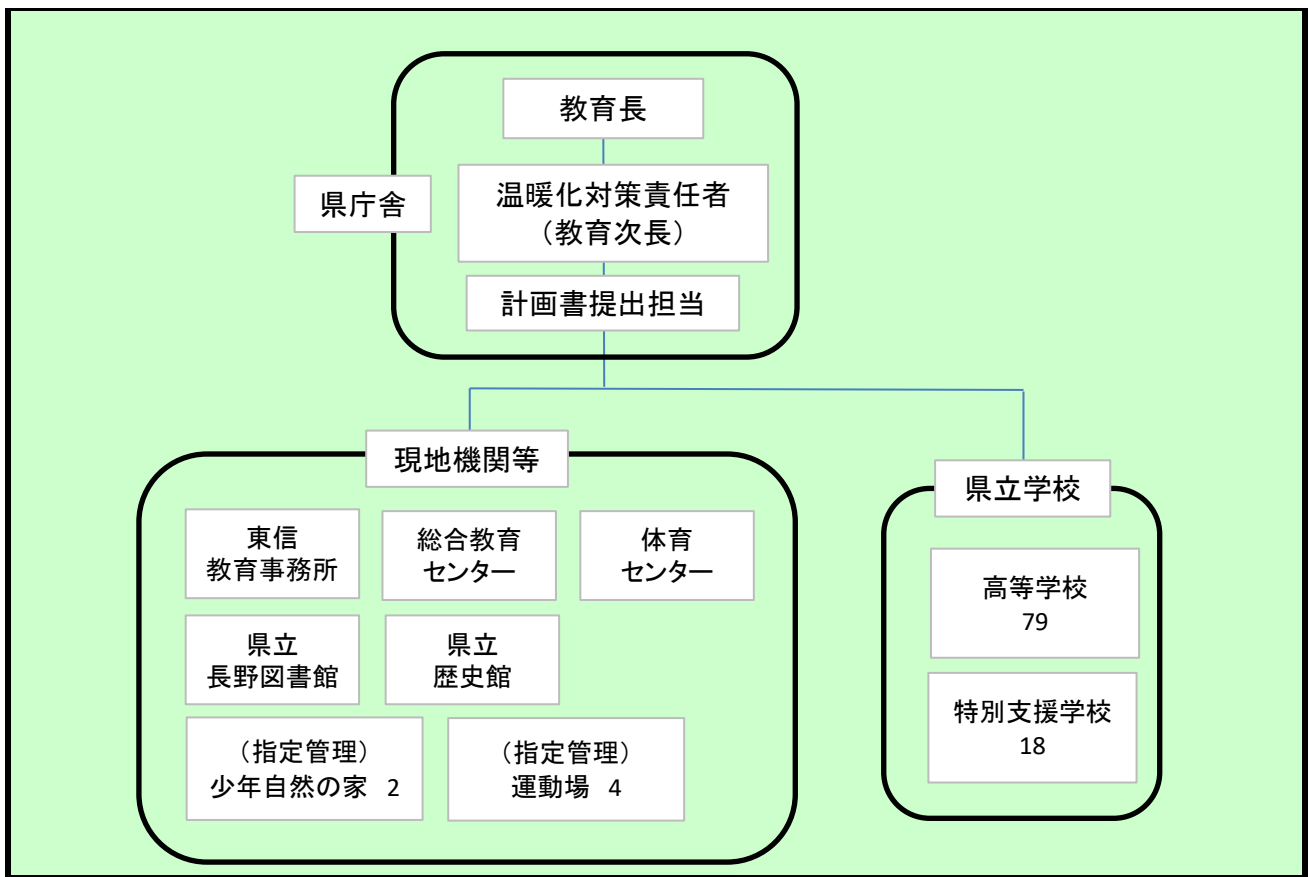 教育長
県庁舎
温暖化対策責任者
（教育次長）
計画書提出担当
現地機関等
東信
教育事務所
総合教育
センター
体育
センター
県立
長野図書館
県立
歴史館
（指定管理）
少年自然の家 2
（指定管理）
運動場 4
県立学校
高等学校
79
特別支援学校
18